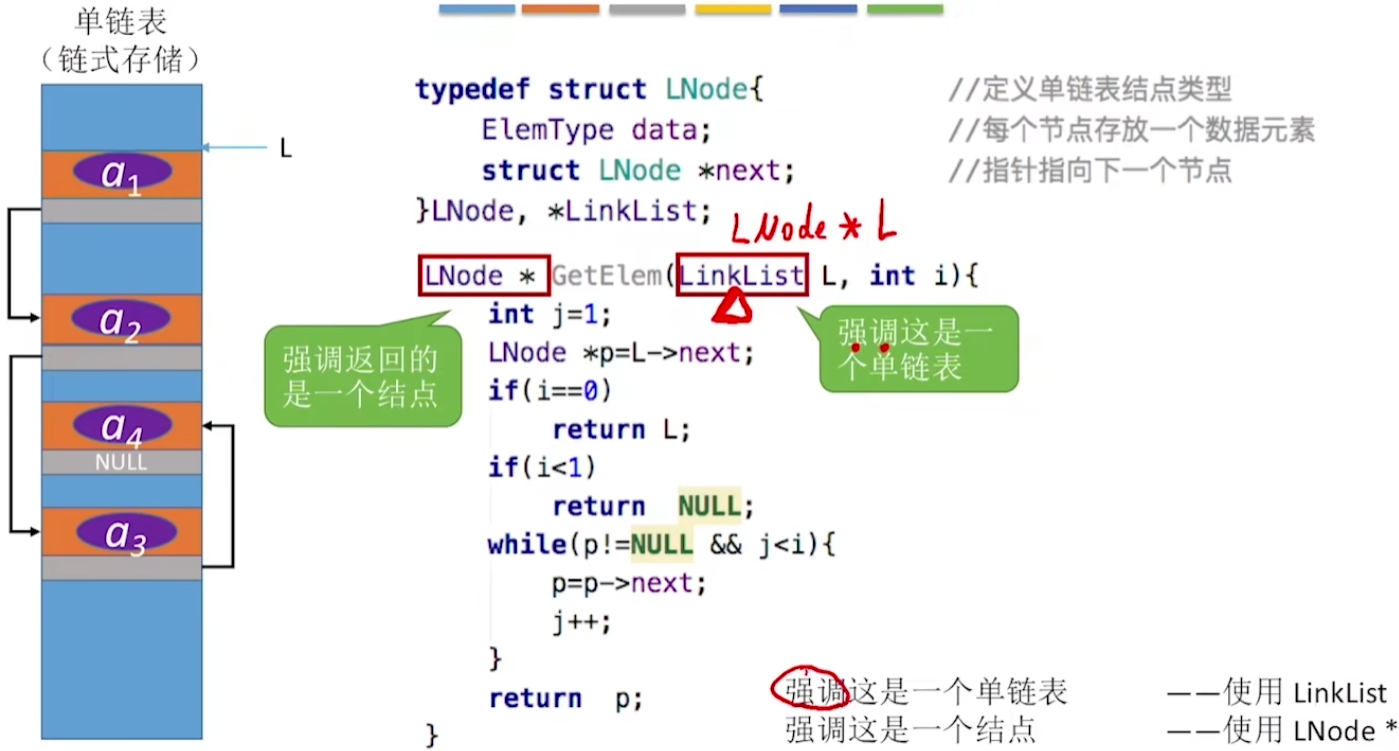 单链表
（链式存储）
L
a1
a2
a4
NULL
a3
typedef struct LNode{ //定义单链表结点类型
ElemType data; //每个节点存放一个数据元素
struct LNode *next; //指针指向下一个节点
}LNode, *LinkList;
LNode * L
LNode * GetElem(LinkList L, int i){
int j=1;
强调返回的
是一个结点
强调这是一
个单链表
LNode *p=L->next;
if(i==0)
return L;
if(i<1)
return NULL;
while(p!=NULL && j<i){
p=p->next;
j++;
}
return p;
}
强调这是一个单链表 ——使用 LinkList
强调这是一个结点 ——使用 LNode *